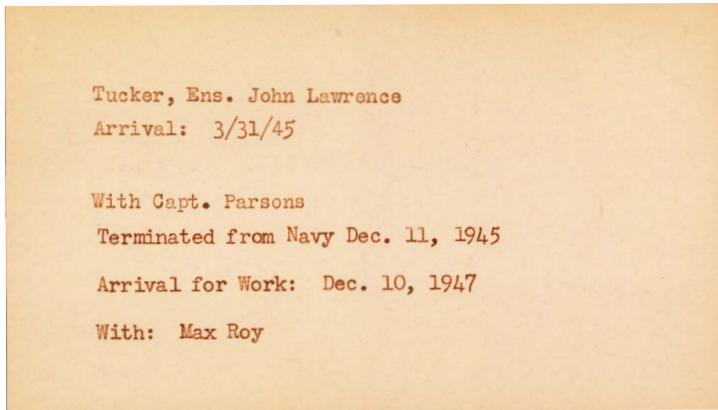 Tucker, Ens. John Lawrence
Arrival: 3/31/45
With Capt. Parsons
Terminated from Navy Dec. 11, 1945
Arrival for Work: Dec. 10, 1947
With: Max Roy